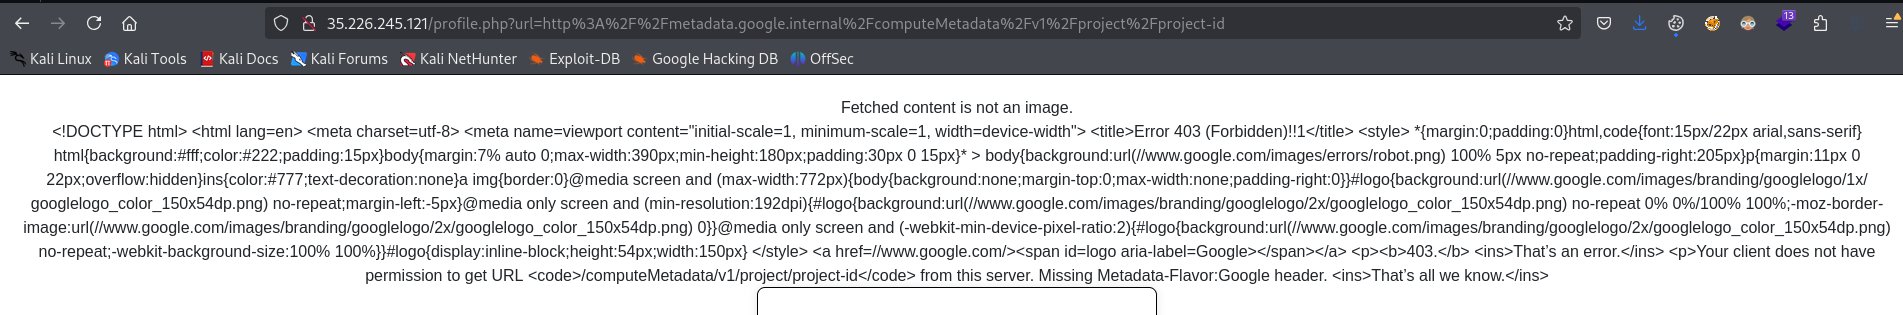 35.226.245.121/profile.php?url=http%3A%2F%2Fmetadata.google.internal%2FcomputeMetadata%2Fv1%2Fproject%2Fproject-id
13
Kali Linux Kali Tools Kali Docs Kali Forums Kali NetHunter Exploit-DB Google Hacking DB OffSec
Fetched content is not an image.
<!DOCTYPE html> <html lang=en> <meta charset=utf-8> <meta name=viewport content="initial-scale=1, minimum-scale=1, width=device-width"> <title>Error 403 (Forbidden)!!1</title> <style> *{margin:0;padding:0}html,code{font:15px/22px arial,sans-serif}
html{background:#fff;color:#222;padding:15px}body{margin:7% auto 0;max-width:390px;min-height:180px;padding:30px 0 15px}* > body{background:url(//www.google.com/images/errors/robot.png) 100% 5px no-repeat;padding-right:205px}p{margin:11px 0
22px;overflow:hidden}ins{color:#777;text-decoration:none}a img{border:0}@media screen and (max-width:772px){body{background:none;margin-top:0;max-width:none;padding-right:0}}#logo{background:url(//www.google.com/images/branding/googlelogo/1x/
googlelogo_color_150x54dp.png) no-repeat;margin-left:-5px}@media only screen and (min-resolution:192dpi){#logo{background:url(//www.google.com/images/branding/googlelogo/2x/googlelogo_color_150x54dp.png) no-repeat 0% 0%/100% 100%;-moz-border-
image:url(//www.google.com/images/branding/googlelogo/2x/googlelogo_color_150x54dp.png) 0}}@media only screen and (-webkit-min-device-pixel-ratio:2){#logo{background:url(//www.google.com/images/branding/googlelogo/2x/googlelogo_color_150x54dp.png)
no-repeat;-webkit-background-size:100% 100%}}#logo{display:inline-block;height:54px;width:150px} </style> <a href=//www.google.com/><span id=logo aria-label=Google></span></a> <p><b>403.</b> <ins>That’s an error.</ins> <p>Your client does not have
permission to get URL <code>/computeMetadata/v1/project/project-id</code> from this server. Missing Metadata-Flavor:Google header. <ins>That’s all we know.</ins>